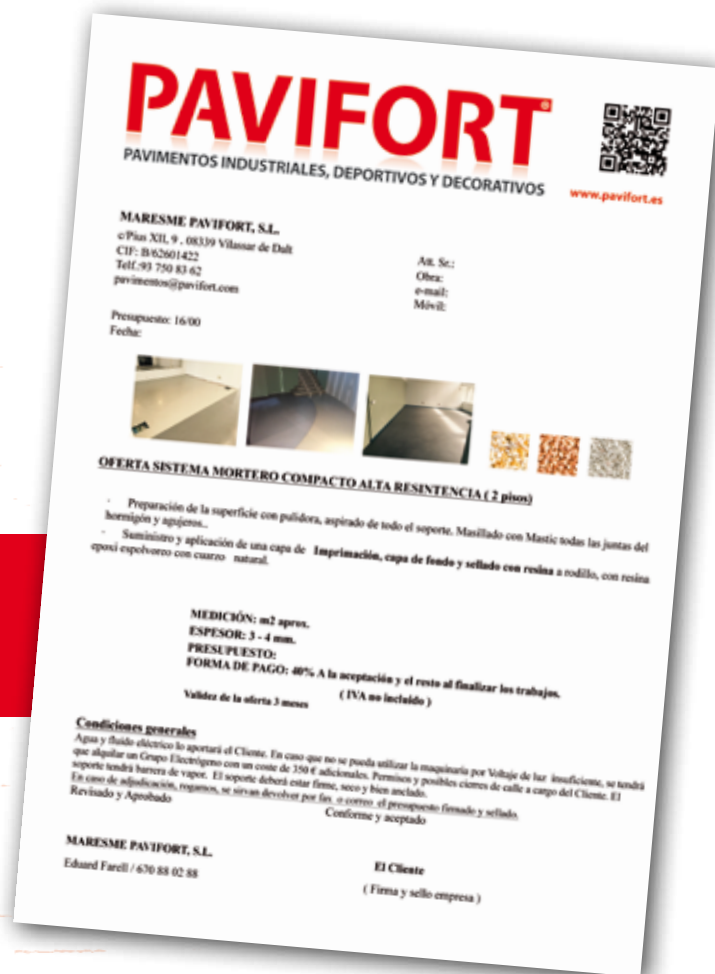 PAVIFORT®
PAVIMENTOS INDUSTRIALES, DEPORTIVOS Y DECORATIVOS
www.pavifort.es
MARESME PAVIFORT, S.L.
c/Pius XII, 9 , 08339 Vilassar de Dalt
CIF: B/62601422
Telf.:93 750 83 62
pavimentos@pavifort.com
Att. Sr.:
Obra:
e-mail:
Móvil:
Presupuesto: 16/00
Fecha:
OFERTA SISTEMA MORTERO COMPACTO ALTA RESINTENCIA ( 2 pisos)
· Preparación de la superficie con pulidora, aspirado de todo el soporte. Masillado con Mastic todas las juntas del
hormigón y agujeros..
· Suministro y aplicación de una capa de Imprimación, capa de fondo y sellado con resina a rodillo, con resina
epoxi espolvoreo con cuarzo natural.
MEDICIÓN: m2 aprox.
ESPESOR: 3 - 4 mm.
PRESUPUESTO:
FORMA DE PAGO: 40% A la aceptación y el resto al finalizar los trabajos.
Validez de la oferta 3 meses ( IVA no incluido )
Condiciones generales
Agua y fluido eléctrico lo aportará el Cliente. En caso que no se pueda utilizar la maquinaria por Voltaje de luz insuficiente, se tendrá
que alquilar un Grupo Electrógeno con un coste de 350 € adicionales. Permisos y posibles cierres de calle a cargo del Cliente. El
soporte tendrá barrera de vapor. El soporte deberá estar firme, seco y bien anclado.
En caso de adjudicación, rogamos, se sirvan devolver por fax o correo el presupuesto firmado y sellado.
Revisado y Aprobado Conforme y aceptado
MARESME PAVIFORT, S.L. El Cliente
Eduard Farell / 670 88 02 88 ( Firma y sello empresa )